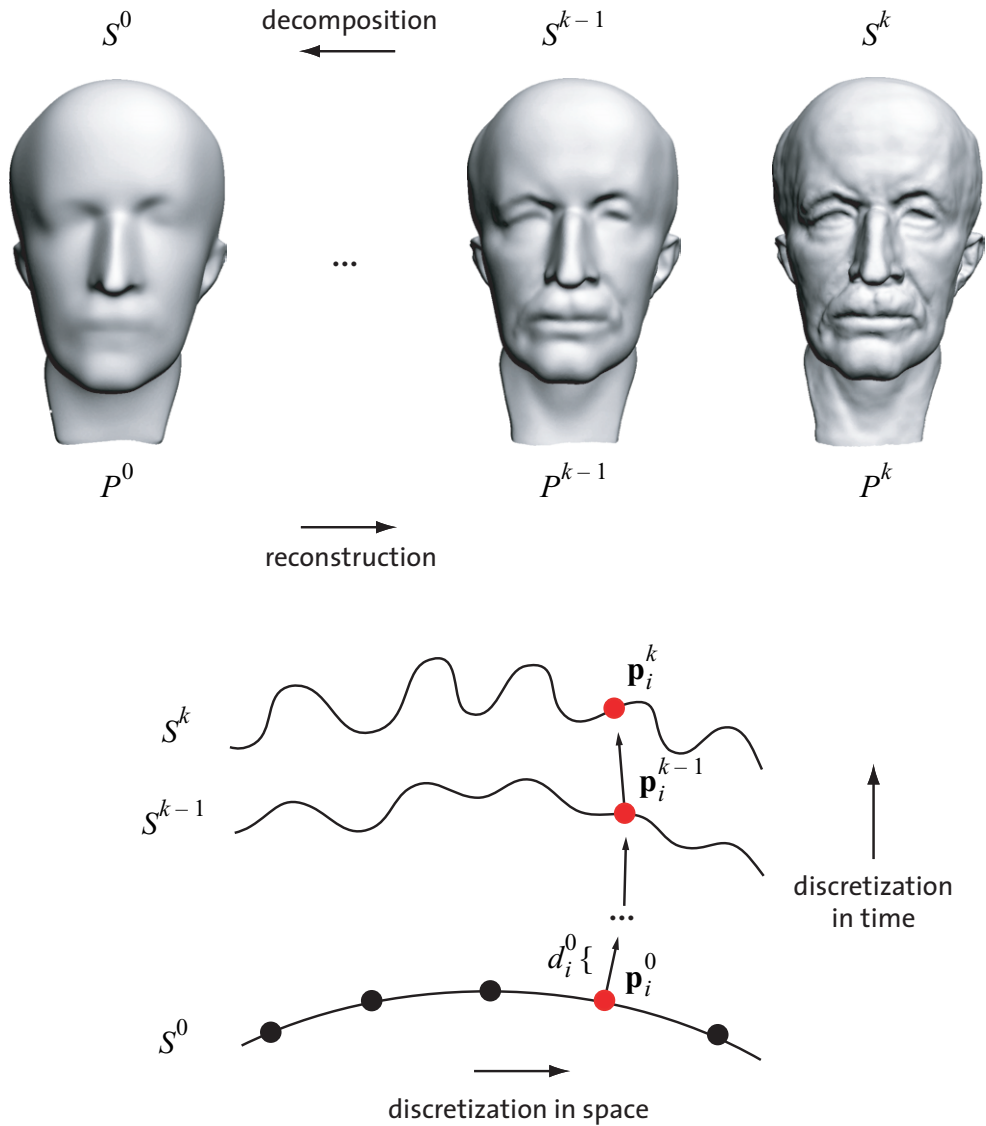 S^0 decomposition S^{k–1} S^k
...
P^0 P^{k–1} P^k
reconstruction
p_i^k
S^k
p_i^{k–1}
S^{k–1}
discretization
in time
...
d_i^0 { p_i^0
S^0
discretization in space